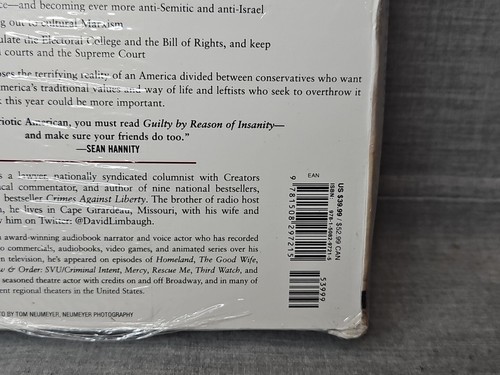 ce—and becoming ever more anti-Semitic and anti-Israel
g out to cultural Marxism
ulate the Electoral College and the Bill of Rights, and keep
courts and the Supreme Court
oses the terrifying reality of an America divided between conservatives who want
merica's traditional values and way of life and leftists who seek to overthrow it
this year could be more important.
riotic American, you must read Guilty by Reason of Insanity—
and make sure your friends do too."
—SEAN HANNITY
s a lawyer, nationally syndicated columnist with Creators
cal commentator, and author of nine national bestsellers,
bestseller Crimes Against Liberty. The brother of radio host
, he lives in Cape Girardeau, Missouri, with his wife and
him on Twitter: @DavidLimbaugh.
award-winning audiobook narrator and voice actor who has recorded
o commercials, audiobooks, video games, and animated series over his
n television, he's appeared on episodes of Homeland, The Good Wife,
w & Order: SVU/Criminal Intent, Mercy, Rescue Me, Third Watch, and
seasoned theatre actor with credits on and off Broadway, and in many of
nt regional theaters in the United States.
ED BY TOM NEUMEYER, NEUMEYER PHOTOGRAPHY
EAN
9 781508 297215
ISBN: 978-1-5082-9721-5
US $39.99 / $52.99 CAN
53999